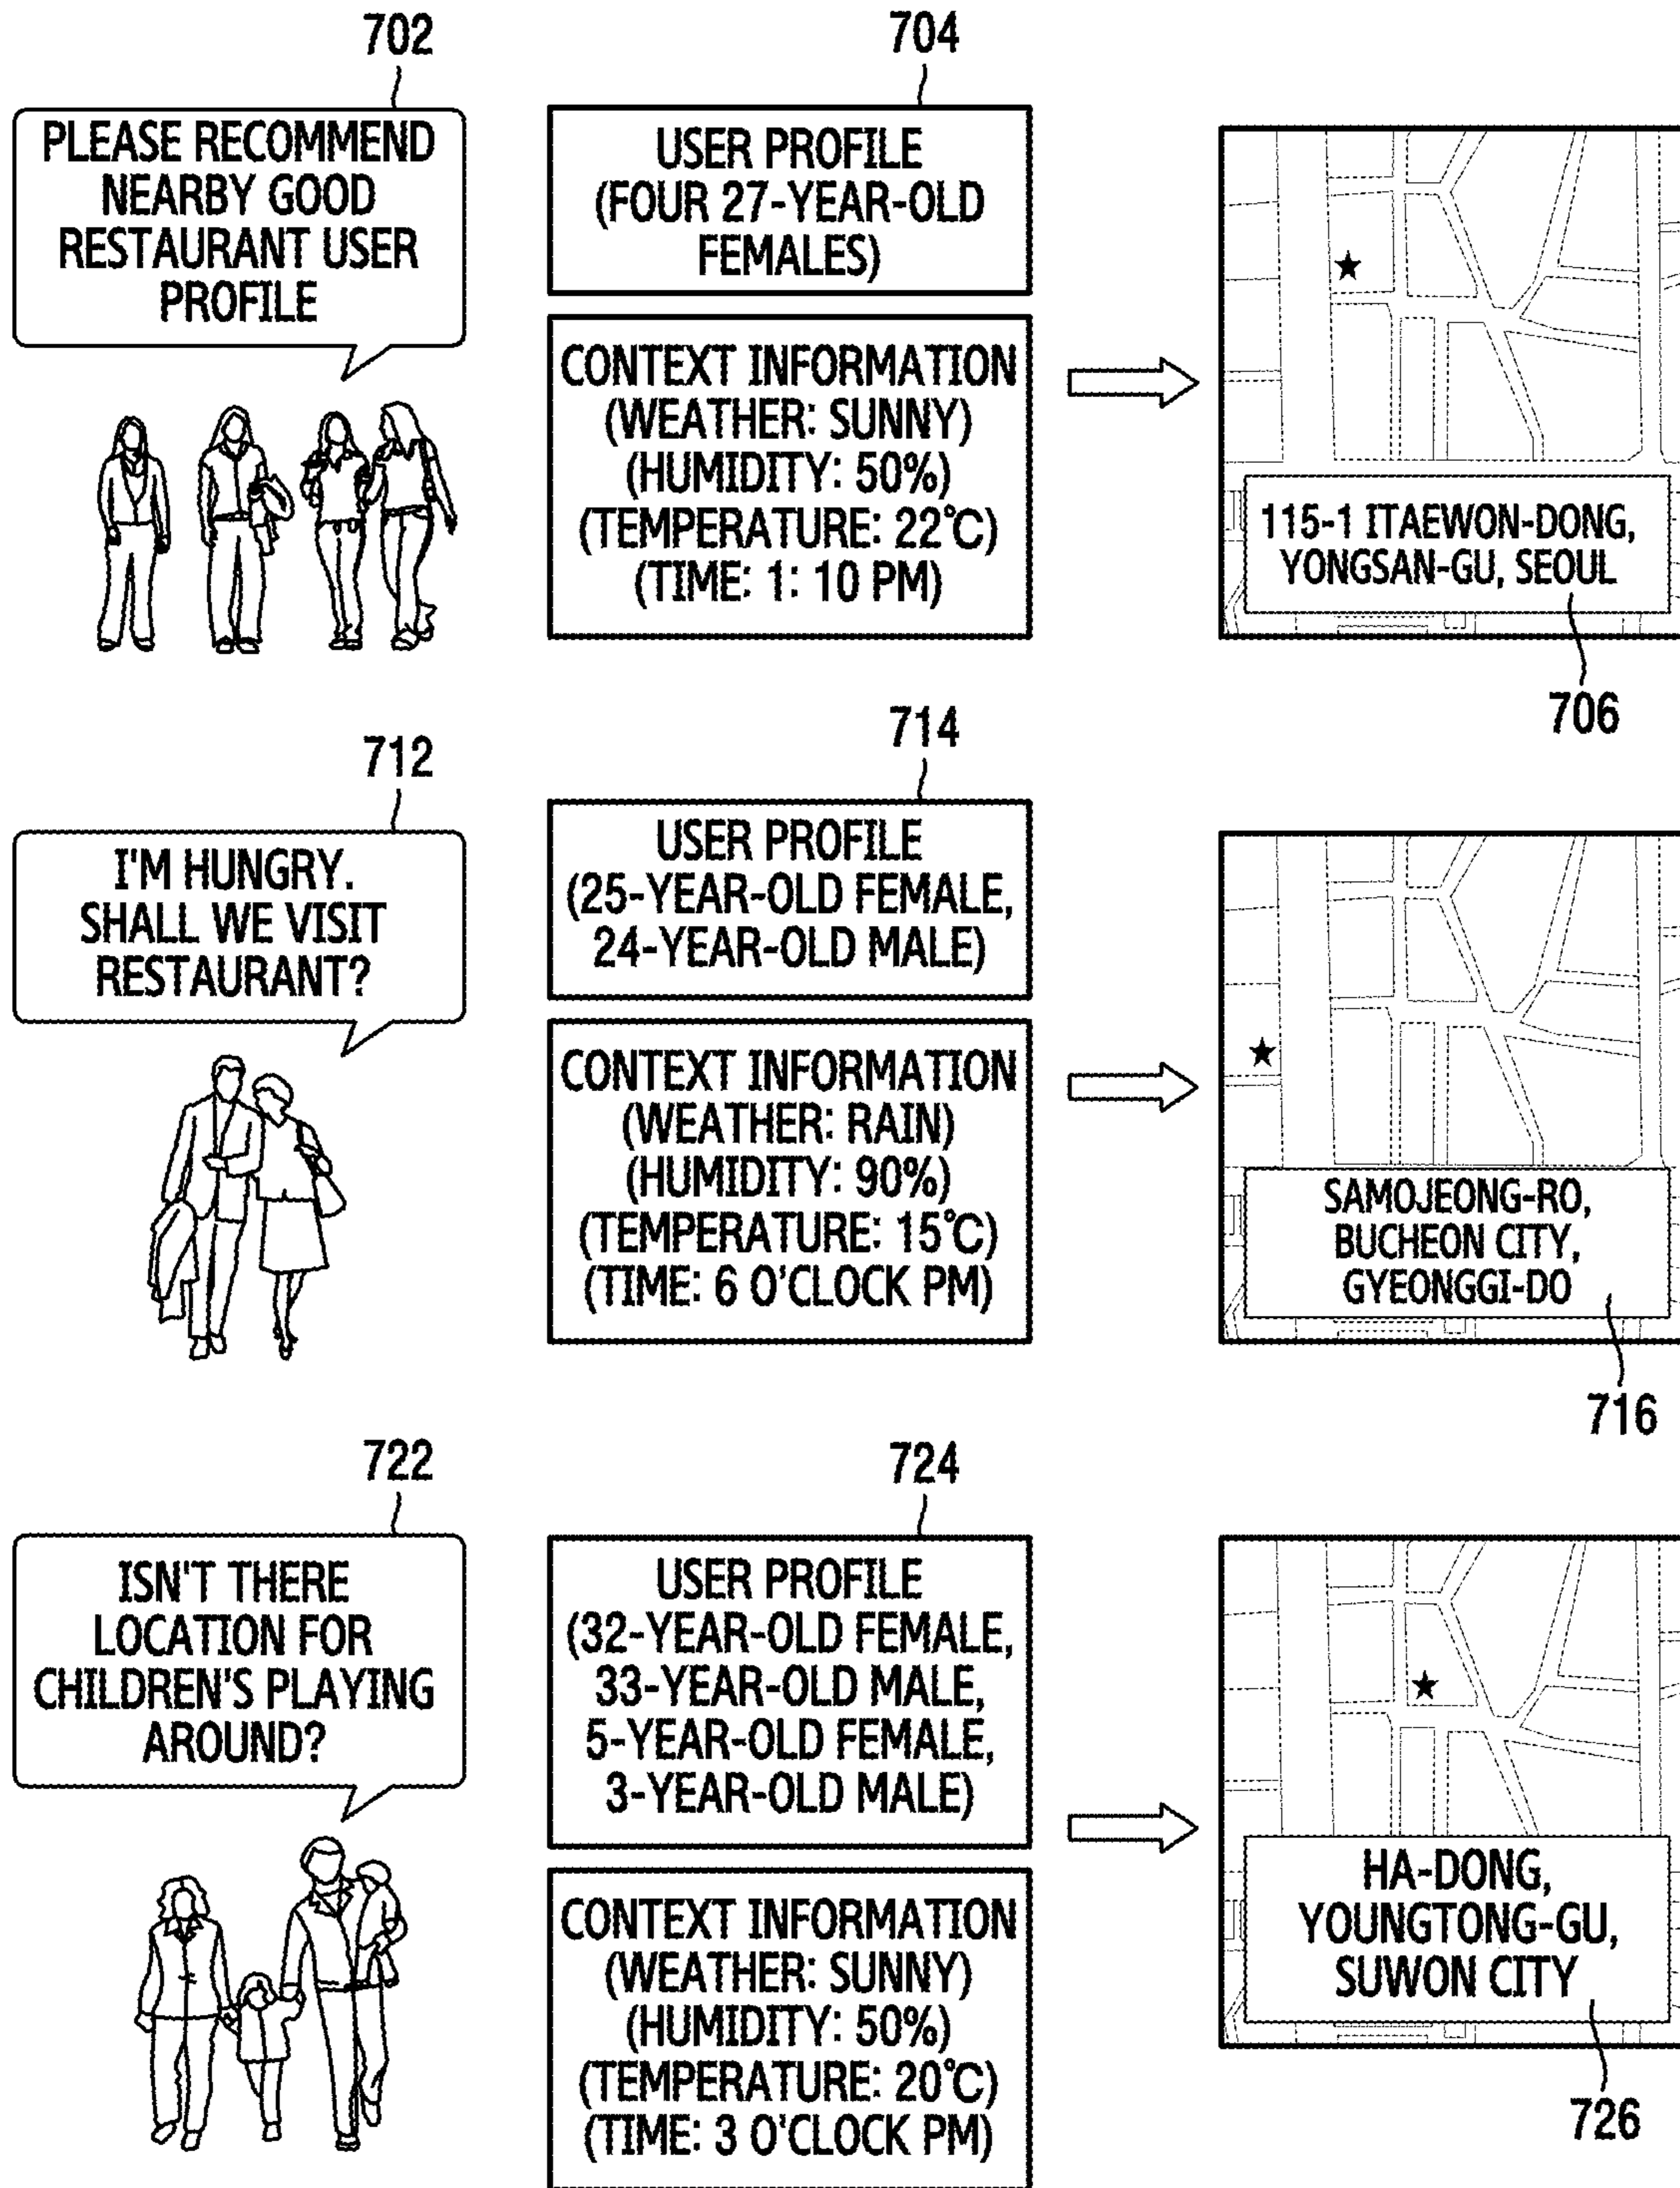 702
PLEASE RECOMMEND
NEARBY GOOD
RESTAURANT USER
PROFILE
704
USER PROFILE
(FOUR 27-YEAR-OLD
FEMALES)
CONTEXT INFORMATION
(WEATHER: SUNNY)
(HUMIDITY: 50%)
(TEMPERATURE: 22°C)
(TIME: 1: 10 PM)
115-1 ITAEWON-DONG,
YONGSAN-GU, SEOUL
706
712
I'M HUNGRY.
SHALL WE VISIT
RESTAURANT?
714
USER PROFILE
(25-YEAR-OLD FEMALE,
24-YEAR-OLD MALE)
CONTEXT INFORMATION
(WEATHER: RAIN)
(HUMIDITY: 90%)
(TEMPERATURE: 15°C)
(TIME: 6 O'CLOCK PM)
SAMOJEONG-RO,
BUCHEON CITY,
GYEONGGI-DO
716
722
ISN'T THERE
LOCATION FOR
CHILDREN'S PLAYING
AROUND?
724
USER PROFILE
(32-YEAR-OLD FEMALE,
33-YEAR-OLD MALE,
5-YEAR-OLD FEMALE,
3-YEAR-OLD MALE)
CONTEXT INFORMATION
(WEATHER: SUNNY)
(HUMIDITY: 50%)
(TEMPERATURE: 20°C)
(TIME: 3 O'CLOCK PM)
HA-DONG,
YOUNGTONG-GU,
SUWON CITY
726